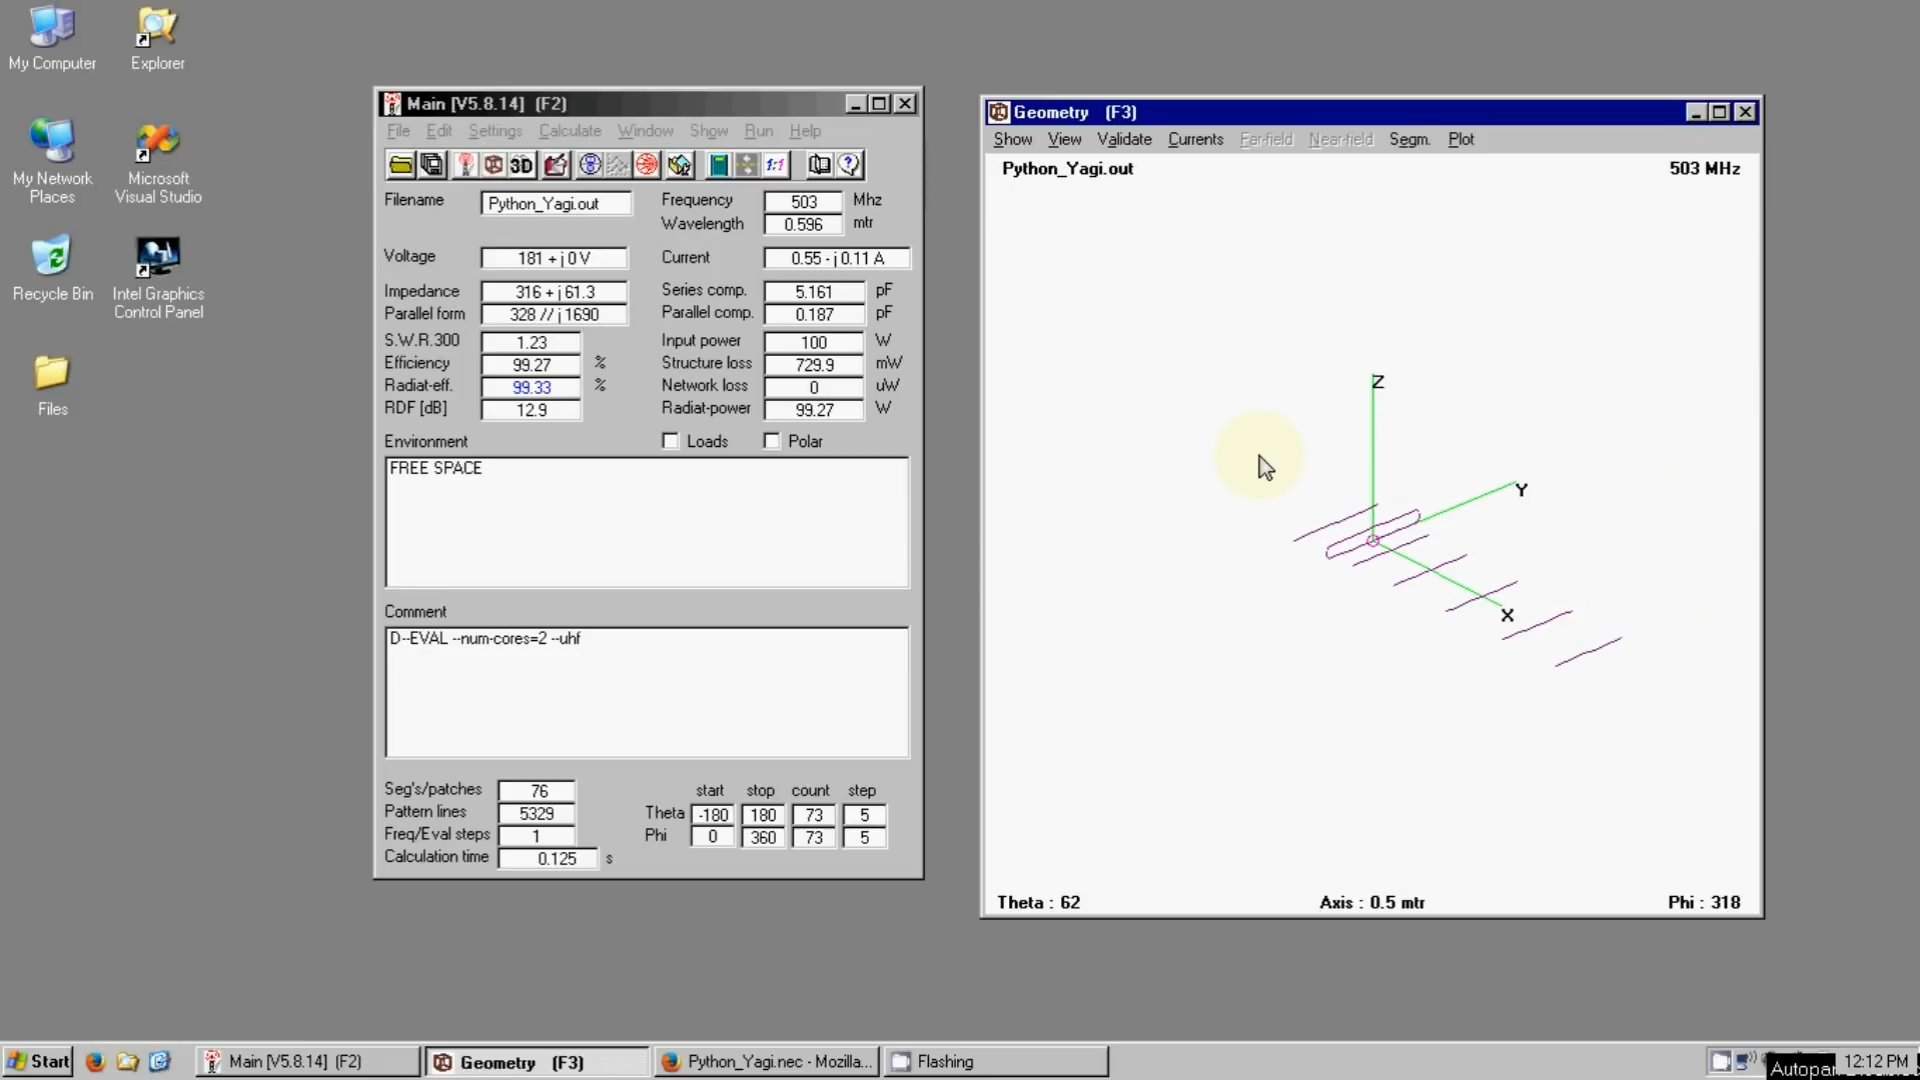 My Computer
Explorer
My Network
Places
Microsoft
Visual Studio
Recycle Bin
Intel Graphics
Control Panel
Files
Main [V5.8.14] (F2)
File Edit Settings Calculate Window Show Run Help
3D 1:1
Filename Python_Yagi.out Frequency 503 Mhz
Wavelength 0.596 mtr
Voltage 181 + j 0 V Current 0.55 - j 0.11 A
Impedance 316 + j 61.3 Series comp. 5.161 pF
Parallel form 328 // j 1690 Parallel comp. 0.187 pF
S.W.R.300 1.23 Input power 100 W
Efficiency 99.27 % Structure loss 729.9 mW
Radiat-eff. 99.33 % Network loss 0 uW
RDF [dB] 12.9 Radiat-power 99.27 W
Environment Loads Polar
FREE SPACE
Comment
D--EVAL --num-cores=2 --uhf
Seg's/patches 76 start stop count step
Pattern lines 5329 Theta -180 180 73 5
Freq/Eval steps 1 Phi 0 360 73 5
Calculation time 0.125 s
Geometry (F3)
Show View Validate Currents Far-field Near-field Segm. Plot
Python_Yagi.out 503 MHz
Z
Y
X
Theta : 62 Axis : 0.5 mtr Phi : 318
Start Main [V5.8.14] (F2) Geometry (F3) Python_Yagi.nec - Mozilla... Flashing 12:12 PM